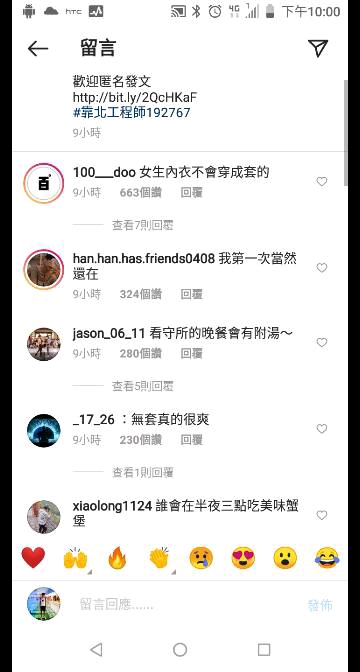 htc
4G
下午10:00
留言
歡迎匿名發文
http://bit.ly/2QcHKaF
#靠北工程師192767
9小時
100___doo 女生內衣不會穿成套的
9小時 663個讚 回覆
查看7則回覆
han.han.has.friends0408 我第一次當然
還在
9小時 324個讚 回覆
jason_06_11 看守所的晚餐會有附湯～
9小時 280個讚 回覆
查看5則回覆
_17_26 ：無套真的很爽
9小時 230個讚 回覆
查看1則回覆
xiaolong1124 誰會在半夜三點吃美味蟹
堡
留言回應......
發佈